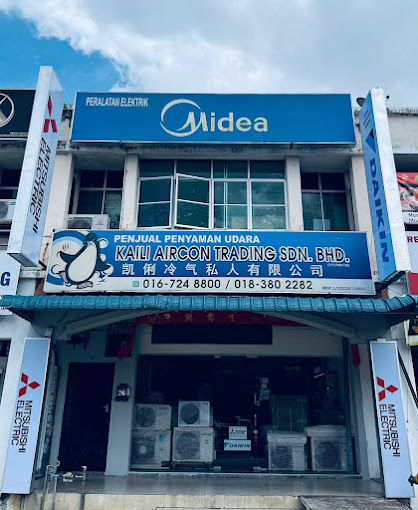 PERALATAN ELEKTRIK
Midea
MITSUBISHI ELECTRIC
DAIKIN
PENJUAL PENYAMAN UDARA
KAILI AIRCON TRADING SDN. BHD.
凯俐冷气私人有限公司
016-724 8800 / 018-380 2282
MITSUBISHI ELECTRIC
DAIKIN
MITSUBISHI ELECTRIC